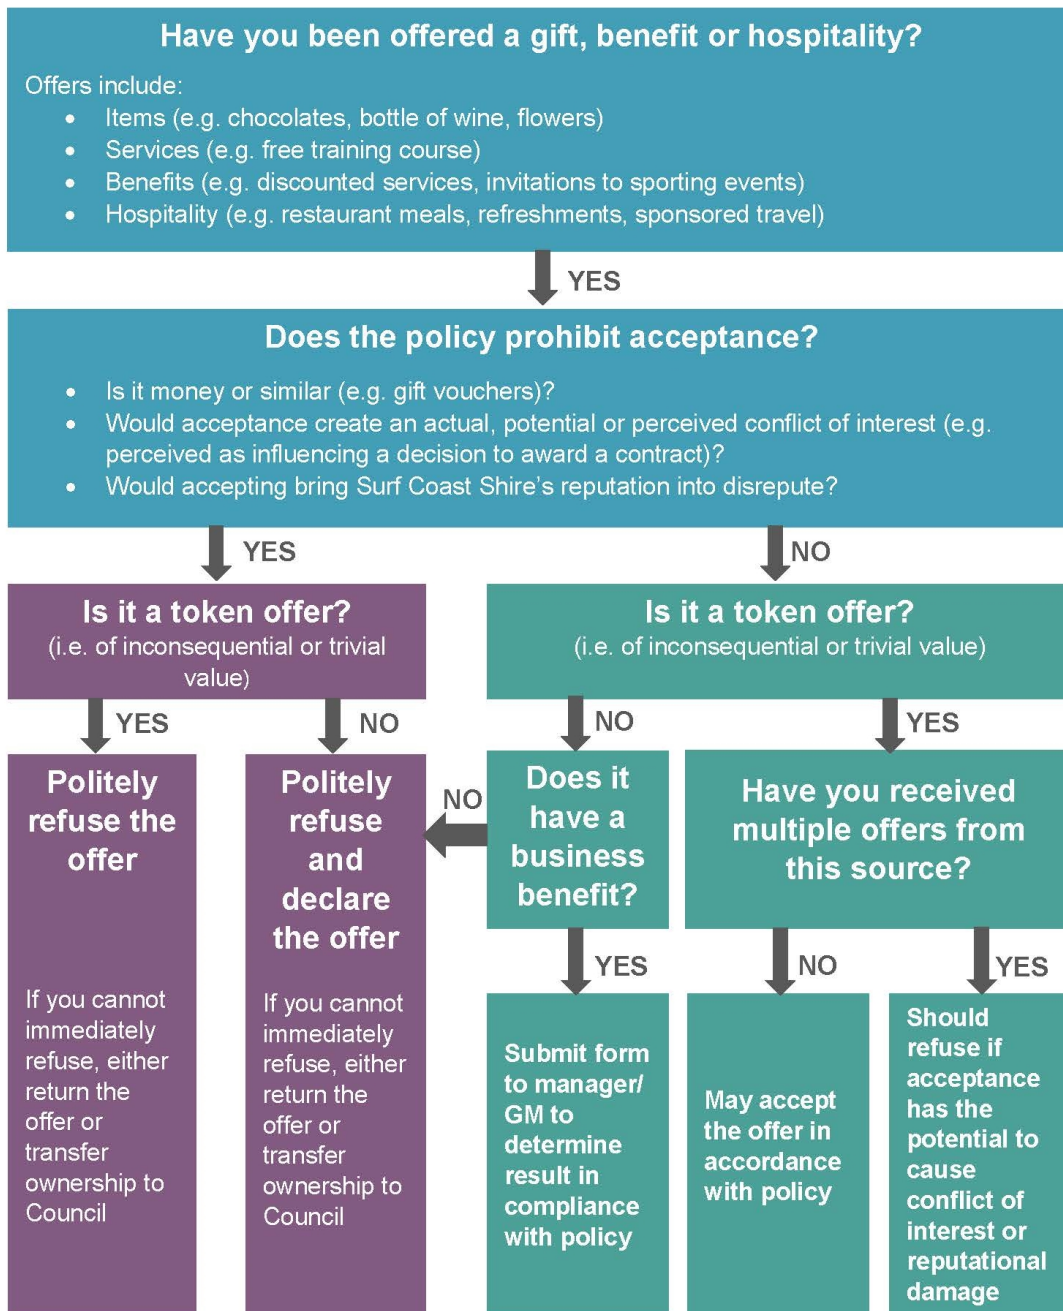 Have you been offered a gift, benefit or hospitality?
Offers include:
• Items (e.g. chocolates, bottle of wine, flowers)
• Services (e.g. free training course)
• Benefits (e.g. discounted services, invitations to sporting events)
• Hospitality (e.g. restaurant meals, refreshments, sponsored travel)
YES
Does the policy prohibit acceptance?
• Is it money or similar (e.g. gift vouchers)?
• Would acceptance create an actual, potential or perceived conflict of interest (e.g.
perceived as influencing a decision to award a contract)?
• Would accepting bring Surf Coast Shire's reputation into disrepute?
YES
NO
Is it a token offer?
(i.e. of inconsequential or trivial
value)
Is it a token offer?
(i.e. of inconsequential or trivial value)
YES
NO
NO
YES
Politely
refuse the
offer
If you cannot
immediately
refuse, either
return the
offer or
transfer
ownership to
Council
Politely
refuse
and
declare
the offer
If you cannot
immediately
refuse, either
return the
offer or
transfer
ownership to
Council
NO
Does it
have a
business
benefit?
Have you received
multiple offers from
this source?
YES
NO
YES
Submit form
to manager/
GM to
determine
result in
compliance
with policy
May accept
the offer in
accordance
with policy
Should
refuse if
acceptance
has the
potential to
cause
conflict of
interest or
reputational
damage